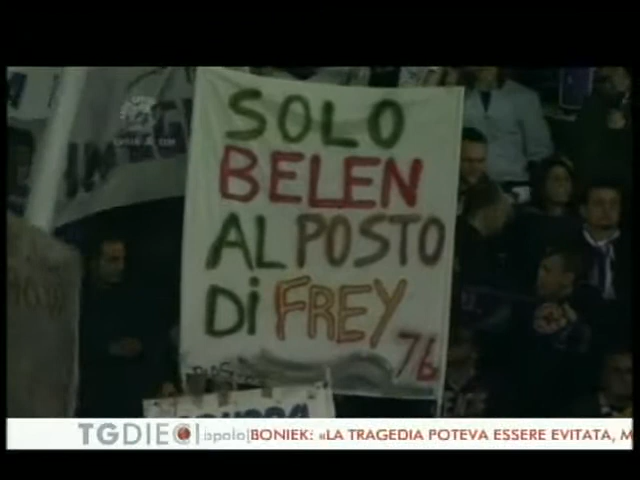 SOLO
BELEN
AL POSTO
Di FREY
76
TGDIECI
BONIEK: «LA TRAGEDIA POTEVA ESSERE EVITATA, M